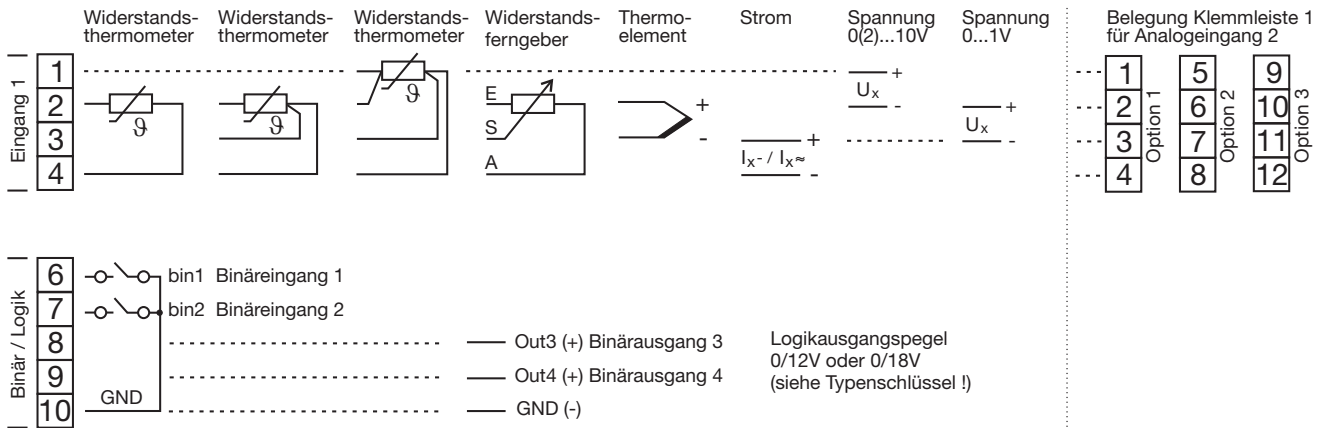 Widerstands-
thermometer
Widerstands-
thermometer
Widerstands-
thermometer
Widerstands-
ferngeber
Thermo-
element
Strom
Spannung
0(2)...10V
Spannung
0...1V
Belegung Klemmleiste 1
für Analogeingang 2
Eingang 1
1
2
3
4
ϑ
ϑ
ϑ
E
S
A
+
-
+
Ix- / Ix≈
-
+
Ux
-
+
Ux
-
1
2
3
4
Option 1
5
6
7
8
Option 2
9
10
11
12
Option 3
Binär / Logik
6
7
8
9
10
bin1 Binäreingang 1
bin2 Binäreingang 2
GND
Out3 (+) Binärausgang 3
Out4 (+) Binärausgang 4
GND (-)
Logikausgangspegel
0/12V oder 0/18V
(siehe Typenschlüssel !)